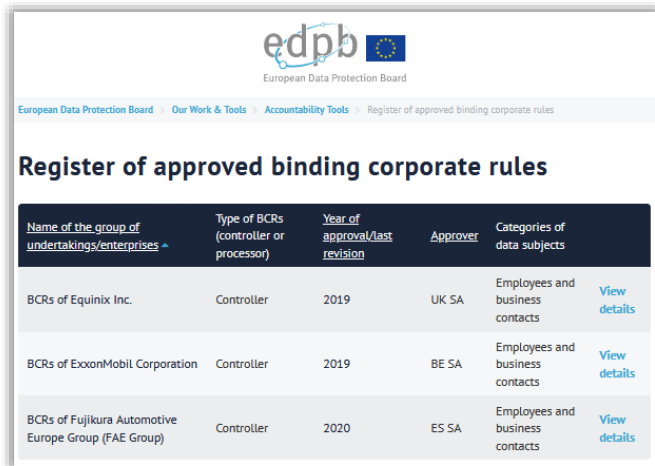 edpb
European Data Protection Board
European Data Protection Board > Our Work & Tools > Accountability Tools > Register of approved binding corporate rules
Register of approved binding corporate rules
Name of the group of
undertakings/enterprises
Type of BCRs
(controller or
processor)
Year of
approval/last
revision
Approver
Categories of
data subjects
BCRs of Equinix Inc.
Controller
2019
UK SA
Employees and
business
contacts
View
details
BCRs of ExxonMobil Corporation
Controller
2019
BE SA
Employees and
business
contacts
View
details
BCRs of Fujikura Automotive
Europe Group (FAE Group)
Controller
2020
ES SA
Employees and
business
contacts
View
details